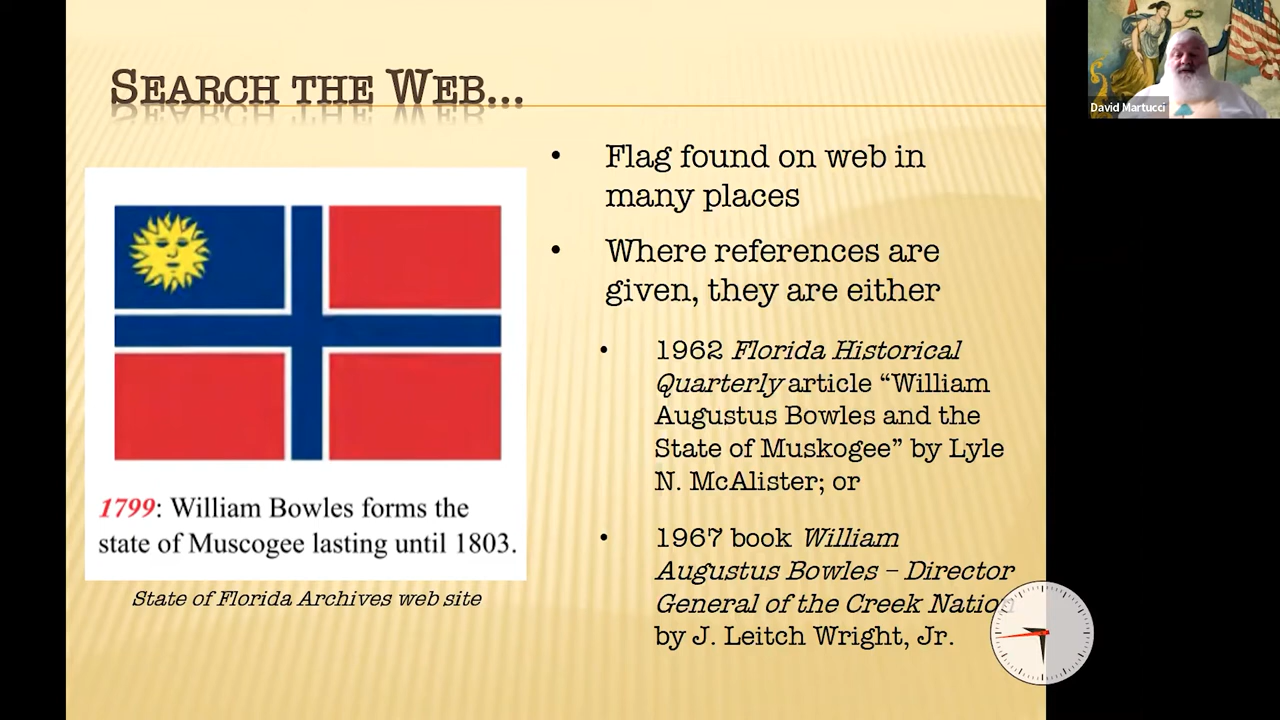 SEARCH THE WEB...
David Martucci
• Flag found on web in
many places
• Where references are
given, they are either
• 1962 Florida Historical
Quarterly article “William
Augustus Bowles and the
State of Muskogee” by Lyle
N. McAlister; or
• 1967 book William
Augustus Bowles – Director
General of the Creek Nation
by J. Leitch Wright, Jr.
1799: William Bowles forms the
state of Muscogee lasting until 1803.
State of Florida Archives web site